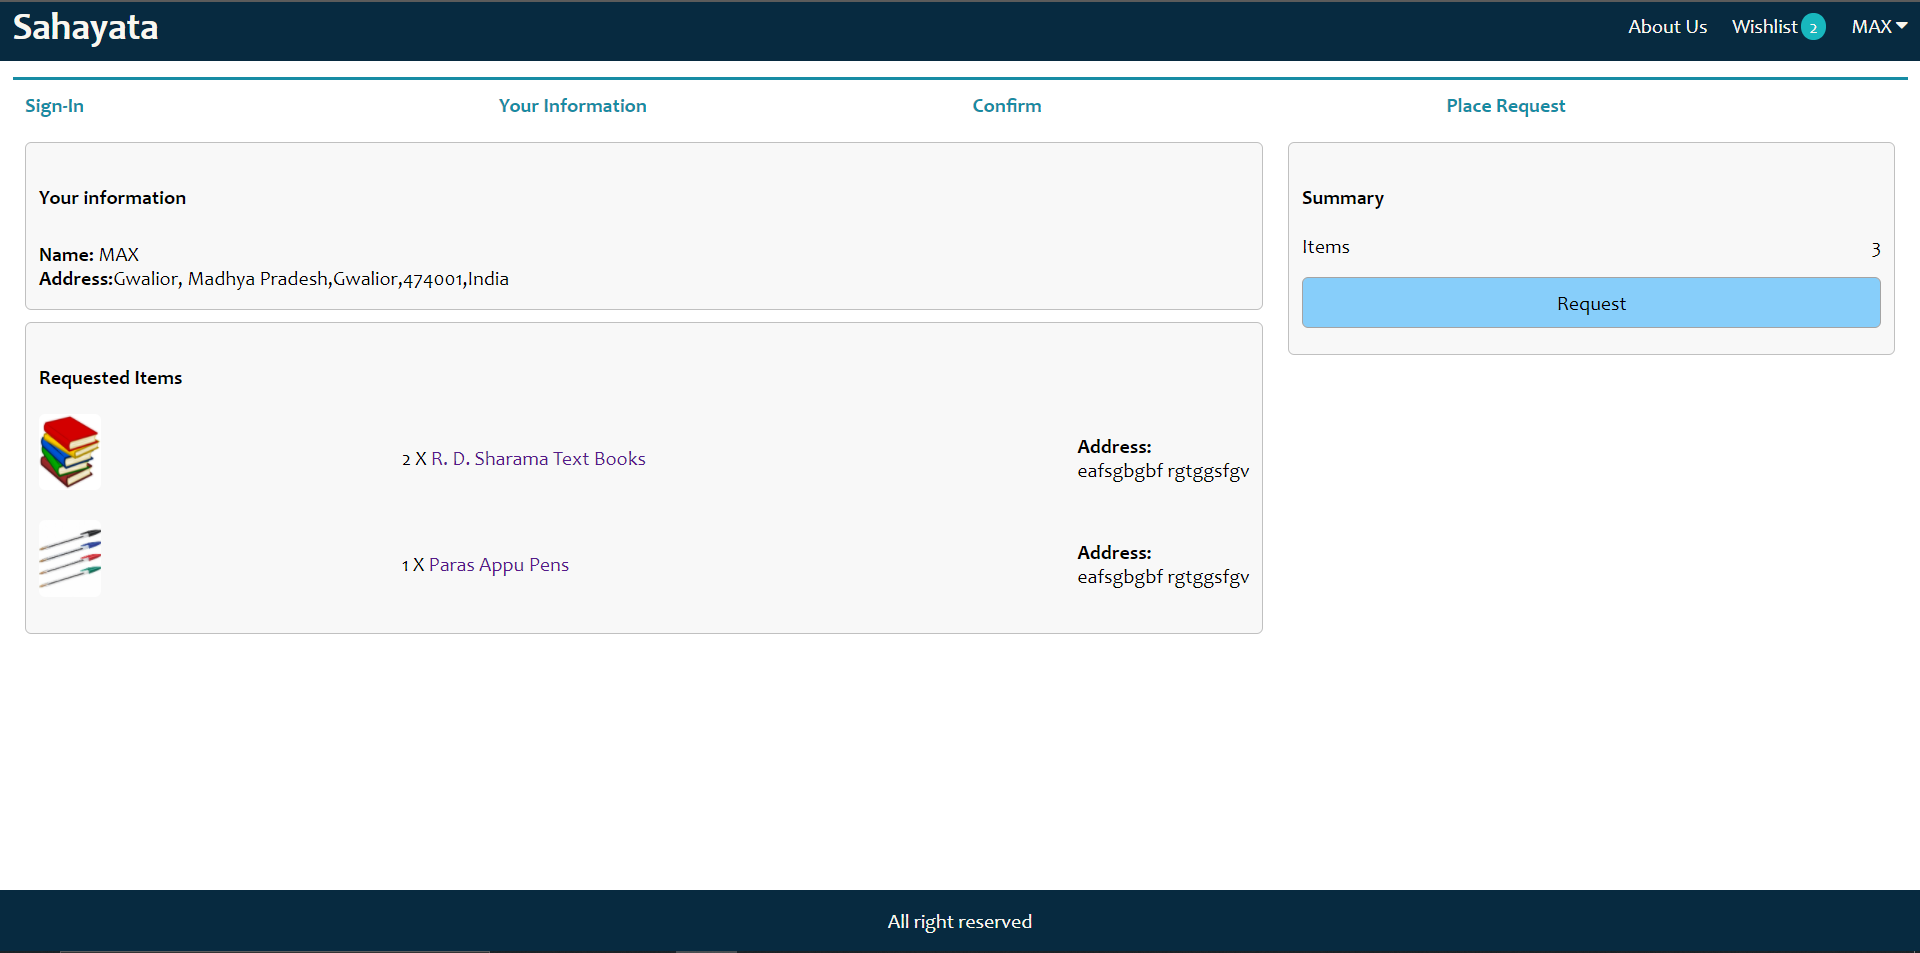 Sahayata
About Us Wishlist 2 MAX
Sign-In Your Information Confirm Place Request
Your information
Name: MAX
Address:Gwalior, Madhya Pradesh,Gwalior,474001,India
Summary
Items 3
Request
Requested Items
2 X R. D. Sharama Text Books
Address:
eafsgbgbf rgtggsfgv
1 X Paras Appu Pens
Address:
eafsgbgbf rgtggsfgv
All right reserved